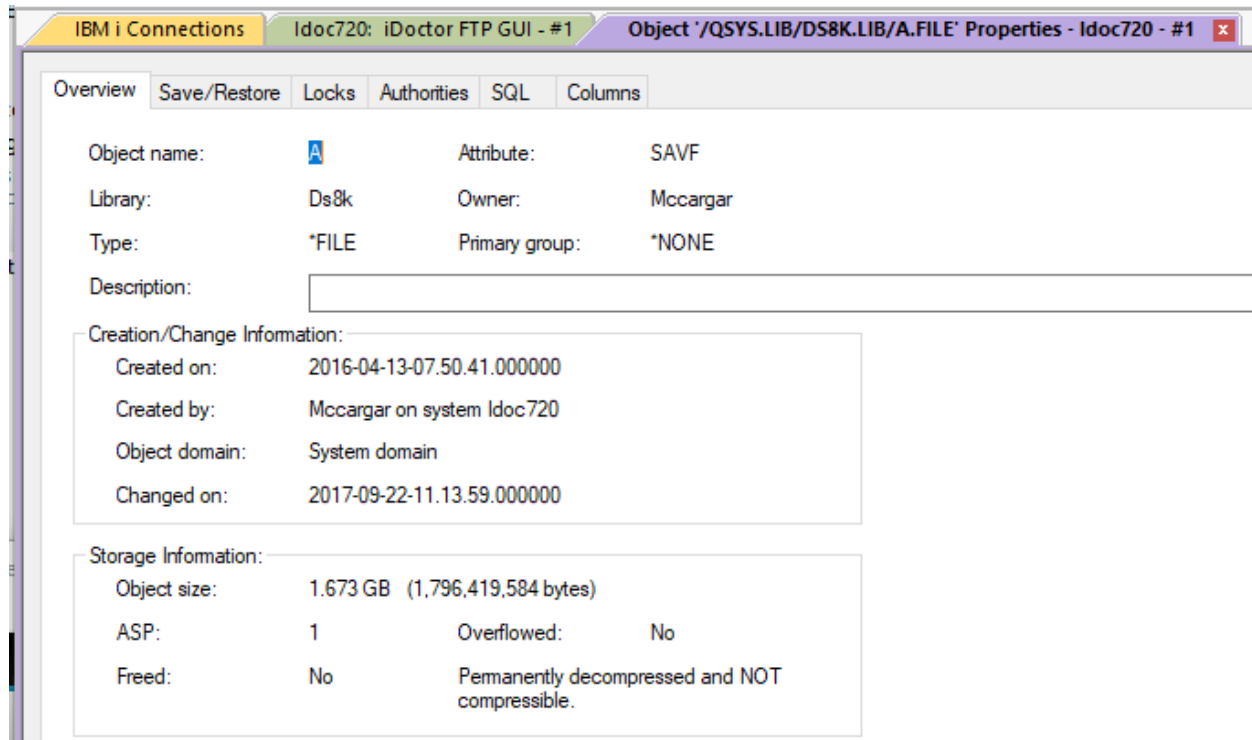 IBM i Connections Idoc720: iDoctor FTP GUI - #1 Object '/QSYS.LIB/DS8K.LIB/A.FILE' Properties - Idoc720 - #1 x
Overview Save/Restore Locks Authorities SQL Columns
Object name: A Attribute: SAVF
Library: Ds8k Owner: Mccargar
Type: *FILE Primary group: *NONE
Description:
Creation/Change Information:
Created on: 2016-04-13-07.50.41.000000
Created by: Mccargar on system Idoc720
Object domain: System domain
Changed on: 2017-09-22-11.13.59.000000
Storage Information:
Object size: 1.673 GB (1,796,419,584 bytes)
ASP: 1 Overflowed: No
Freed: No Permanently decompressed and NOT
compressible.